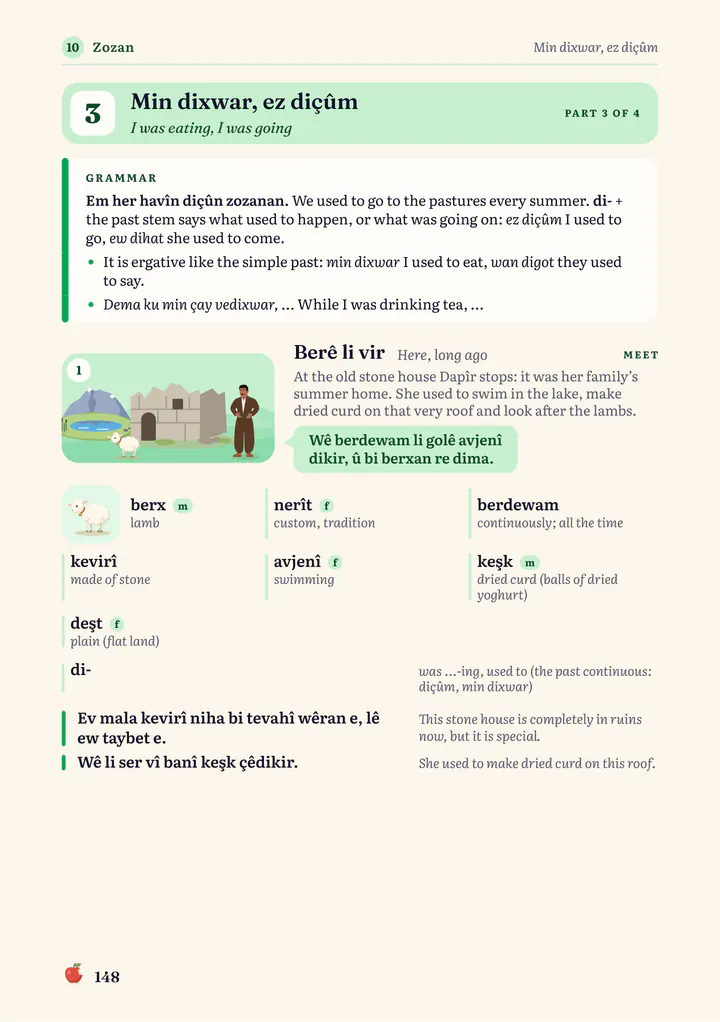 10 Zozan
Min dixwar, ez diçûm
3
Min dixwar, ez diçûm
I was eating, I was going
PART 3 OF 4
GRAMMAR
Em her havîn diçûn zozanan. We used to go to the pastures every summer. di- +
the past stem says what used to happen, or what was going on: ez diçûm I used to
go, ew dihat she used to come.
• It is ergative like the simple past: min dixwar I used to eat, wan digot they used
to say.
• Dema ku min çay vedixwar, … While I was drinking tea, …
1
Berê li vir Here, long ago
MEET
At the old stone house Dapîr stops: it was her family’s
summer home. She used to swim in the lake, make
dried curd on that very roof and look after the lambs.
Wê berdewam li golê avjenî
dikir, û bi berxan re dima.
berx m
lamb
nerît f
custom, tradition
berdewam
continuously; all the time
kevirî
made of stone
avjenî f
swimming
keşk m
dried curd (balls of dried
yoghurt)
deşt f
plain (flat land)
di-
was …-ing, used to (the past continuous:
diçûm, min dixwar)
Ev mala kevirî niha bi tevahî wêran e, lê
ew taybet e.
This stone house is completely in ruins
now, but it is special.
Wê li ser vî banî keşk çêdikir.
She used to make dried curd on this roof.
148